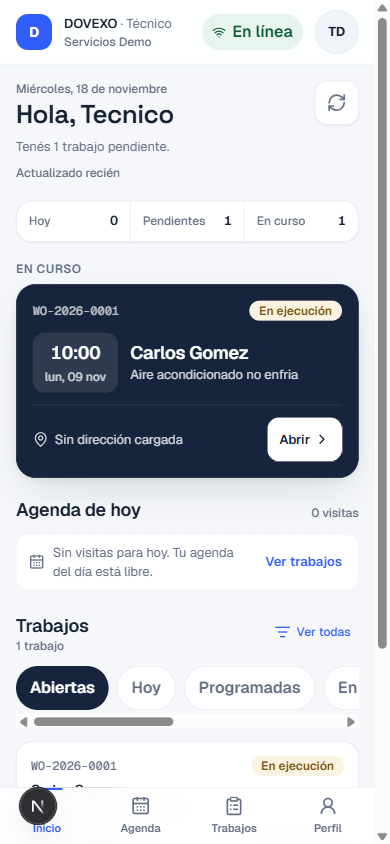 D
DOVEXO · Técnico
Servicios Demo
En línea
TD
Miércoles, 18 de noviembre
Hola, Tecnico
Tenés 1 trabajo pendiente.
Actualizado recién
Hoy 0
Pendientes 1
En curso 1
EN CURSO
WO-2026-0001
En ejecución
10:00
lun, 09 nov
Carlos Gomez
Aire acondicionado no enfria
Sin dirección cargada
Abrir
Agenda de hoy
0 visitas
Sin visitas para hoy. Tu agenda
del día está libre.
Ver trabajos
Trabajos
1 trabajo
Ver todas
Abiertas
Hoy
Programadas
En
WO-2026-0001
En ejecución
N
Inicio
Agenda
Trabajos
Perfil